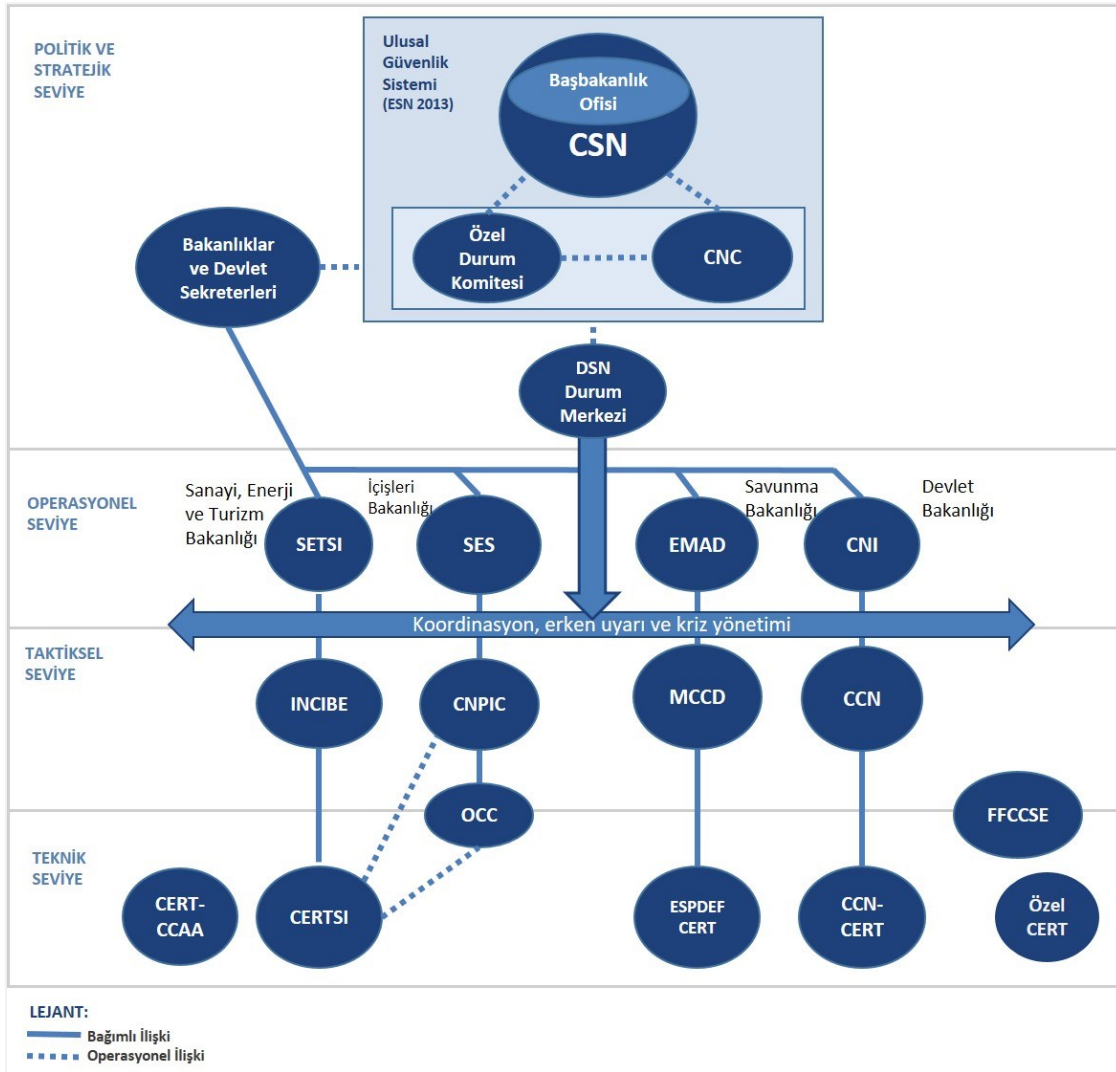 POLİTİK VE
STRATEJİK
SEVİYE
Ulusal
Güvenlik
Sistemi
(ESN 2013)
Başbakanlık
Ofisi
CSN
Özel
Durum
Komitesi
CNC
Bakanlıklar
ve Devlet
Sekreterleri
DSN
Durum
Merkezi
OPERASYONEL
SEVİYE
Sanayi, Enerji
ve Turizm
Bakanlığı
SETSI
İçişleri
Bakanlığı
SES
EMAD
Savunma
Bakanlığı
CNI
Devlet
Bakanlığı
Koordinasyon, erken uyarı ve kriz yönetimi
TAKTİKSEL
SEVİYE
INCIBE
CNPIC
MCCD
CCN
OCC
FFCCSE
TEKNİK
SEVİYE
CERT-
CCAA
CERTSI
ESPDEF
CERT
CCN-
CERT
Özel
CERT
LEJANT:
Bağımlı İlişki
Operasyonel İlişki